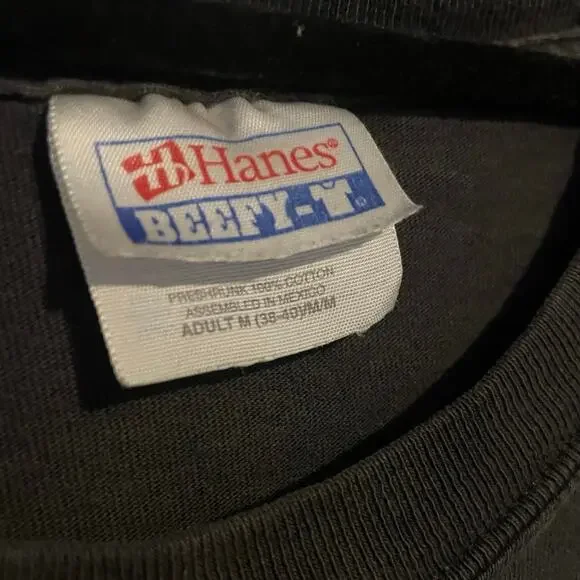 Hanes®
BEEFY-T®
PRESHRUNK 100% COTTON
ASSEMBLED IN MEXICO
ADULT M (38-40)/M/M